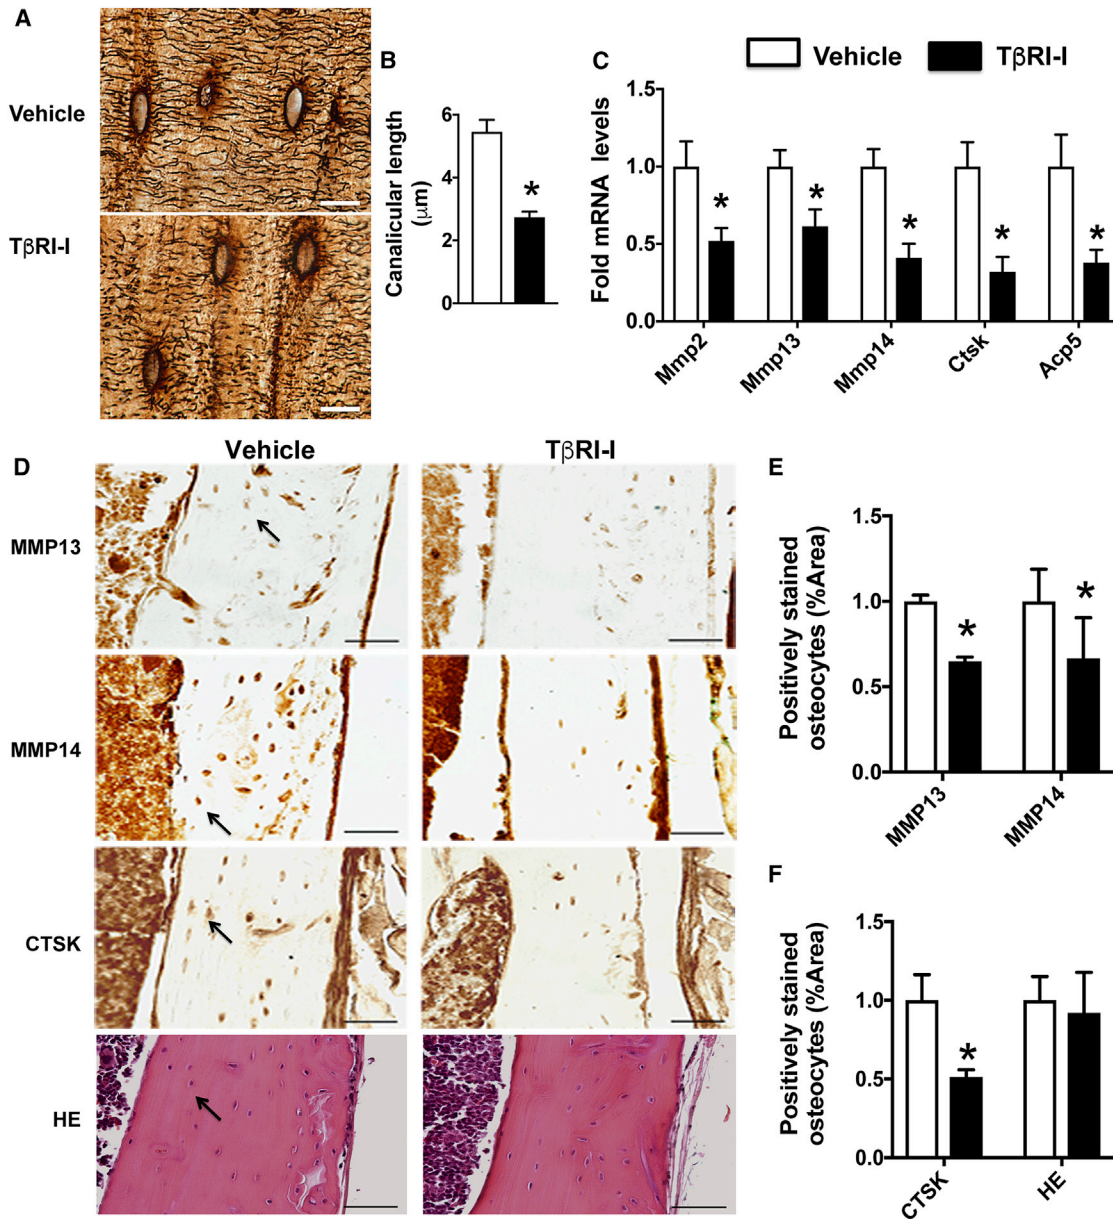 A
Vehicle
TβRI-I
B
Canalicular length
(μm)
6
4
2
0
*
C
Vehicle
TβRI-I
Fold mRNA levels
1.5
1.0
0.5
0.0
*
*
*
*
*
Mmp2
Mmp13
Mmp14
Ctsk
Acp5
D
Vehicle
TβRI-I
MMP13
MMP14
CTSK
HE
E
Positively stained
osteocytes (%Area)
1.5
1.0
0.5
0.0
*
*
MMP13
MMP14
F
Positively stained
osteocytes (%Area)
1.5
1.0
0.5
0.0
*
CTSK
HE